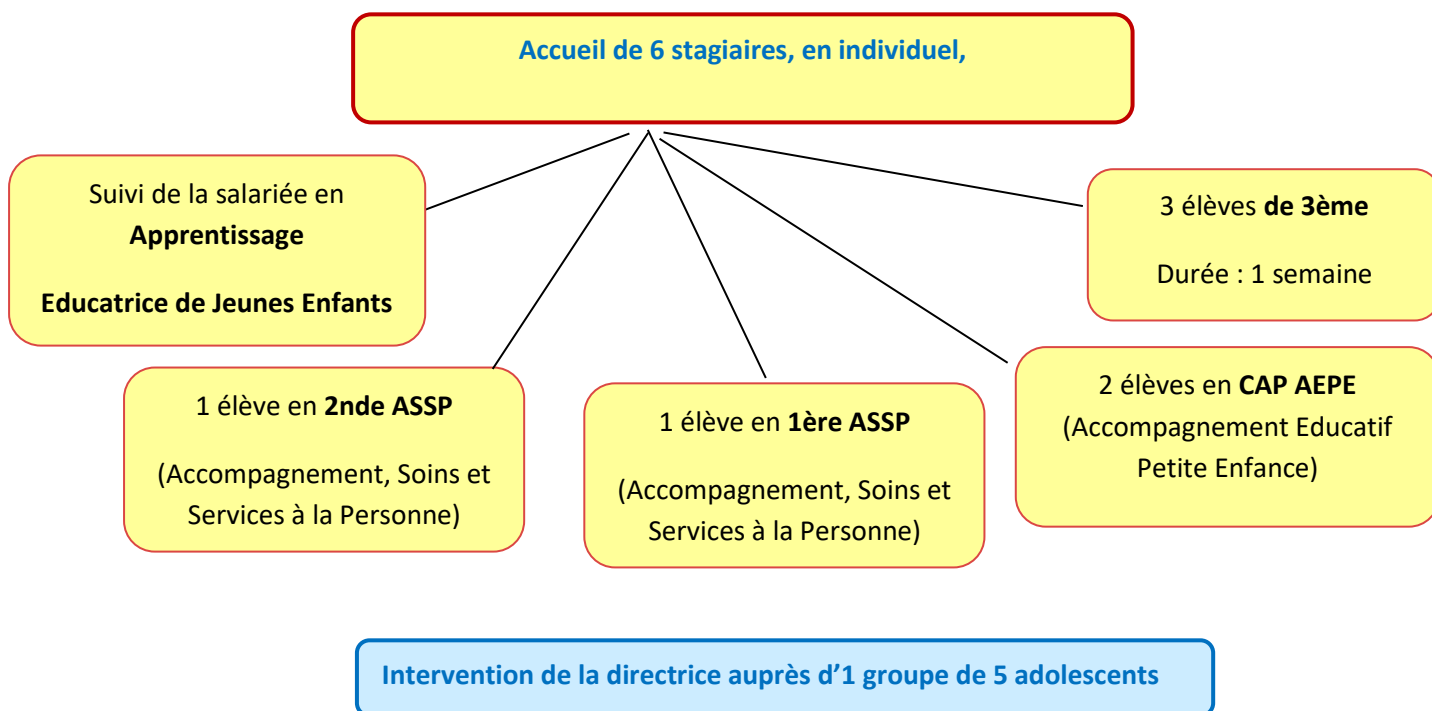 Accueil de 6 stagiaires, en individuel,
Suivi de la salariée en
Apprentissage
Educatrice de Jeunes Enfants
3 élèves de 3ème
Durée : 1 semaine
1 élève en 2nde ASSP
(Accompagnement, Soins et
Services à la Personne)
1 élève en 1ère ASSP
(Accompagnement, Soins et
Services à la Personne)
2 élèves en CAP AEPE
(Accompagnement Educatif
Petite Enfance)
Intervention de la directrice auprès d’1 groupe de 5 adolescents